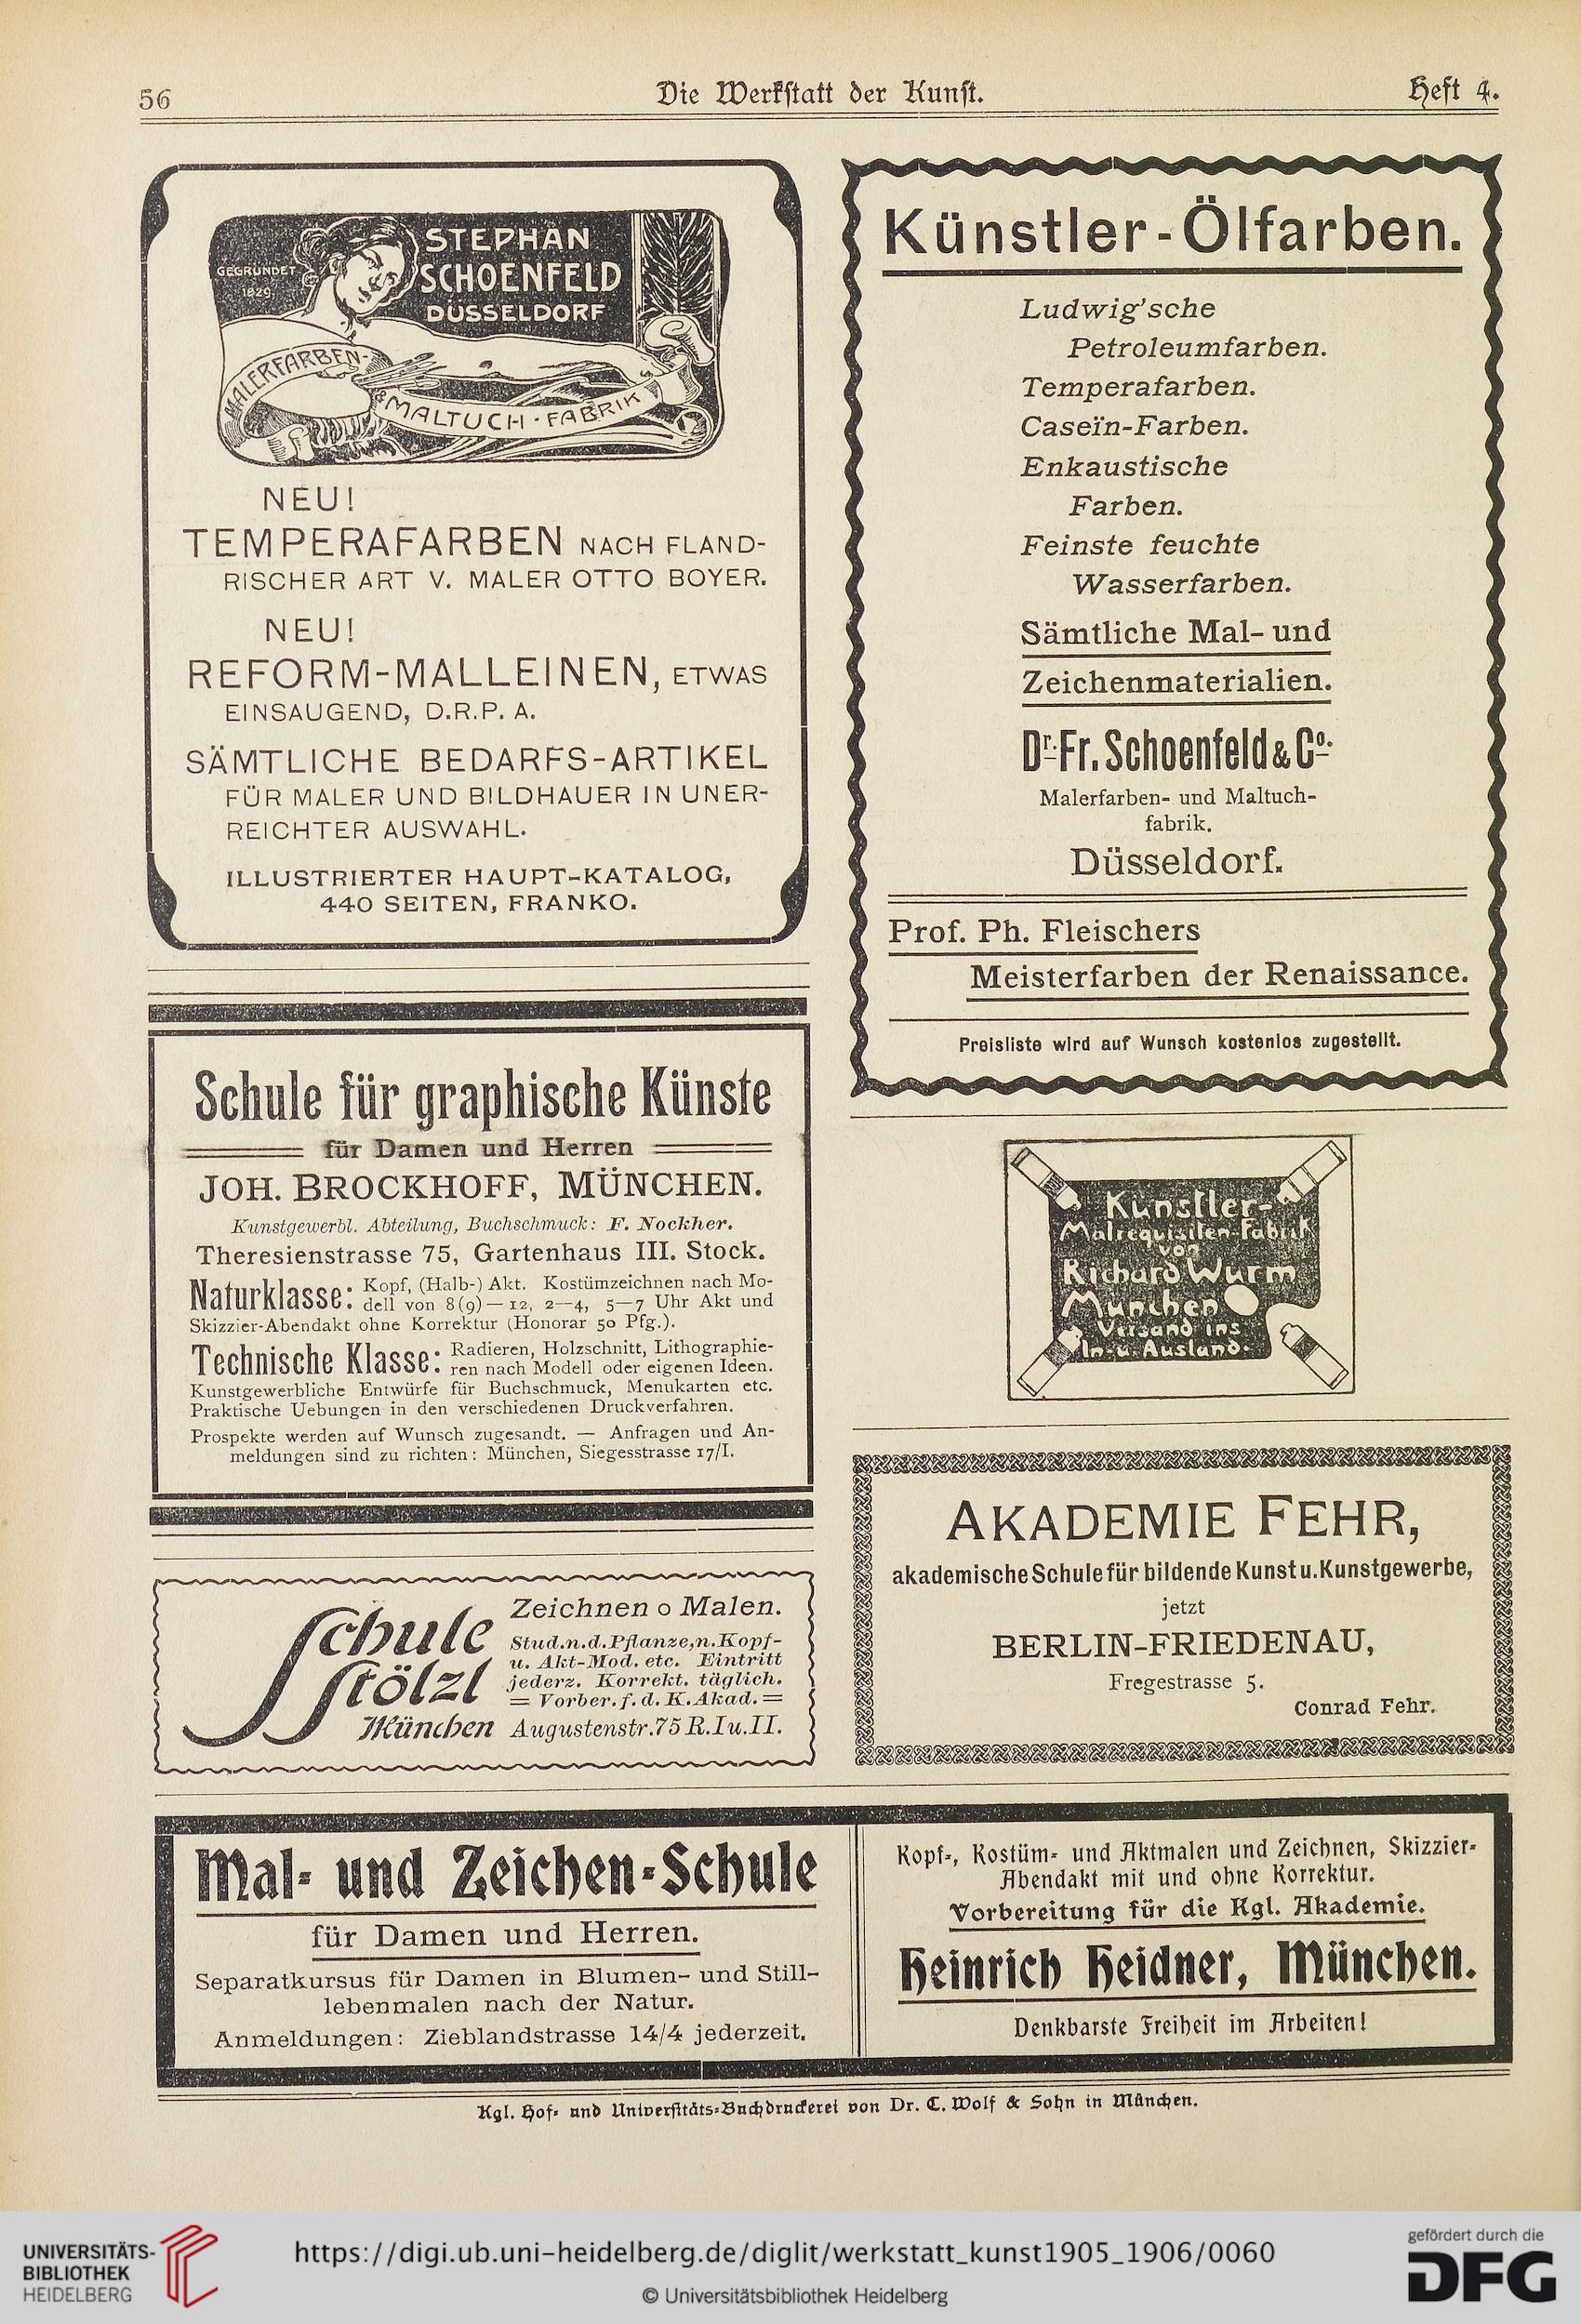 56
Die Werkstatt der Kunst.
Heft 4.
GEGRÜNDET
1829
STEPHAN
SCHOENFELD
DÜSSELDORF
MALERFARBEN-
& MALTUCH-FABRIK
NEU!
TEMPERAFARBEN NACH FLAND-
RISCHER ART V. MALER OTTO BOYER.
NEU!
REFORM-MALLEINEN, ETWAS
EINSAUGEND, D.R.P. A.
SÄMTLICHE BEDARFS-ARTIKEL
FÜR MALER UND BILDHAUER IN UNER-
REICHTER AUSWAHL.
ILLUSTRIERTER HAUPT-KATALOG,
440 SEITEN, FRANKO.
Schule für graphische Künste
für Damen und Herren
JOH. BROCKHOFF, MÜNCHEN.
Kunstgewerbl. Abteilung, Buchschmuck: F. Nockher.
Theresienstrasse 75, Gartenhaus III. Stock.
Naturklasse: Kopf, (Halb-) Akt. Kostümzeichnen nach Mo-
dell von 8(9)—12, 2—4, 5—7 Uhr Akt und
Skizzier-Abendakt ohne Korrektur (Honorar 50 Pfg.).
Technische Klasse: Radieren, Holzschnitt, Lithographie-
ren nach Modell oder eigenen Ideen.
Kunstgewerbliche Entwürfe für Buchschmuck, Menukarten etc.
Praktische Uebungen in den verschiedenen Druckverfahren.
Prospekte werden auf Wunsch zugesandt. — Anfragen und An-
meldungen sind zu richten: München, Siegesstrasse 17/I.
Schule
Stölzl
München
Zeichnen o Malen.
Stud.n.d.Pflanze,n.Kopf-
u. Akt-Mod. etc. Eintritt
jederz. Korrekt. täglich.
= Vorber. f. d. K. Akad. =
Augustenstr.75 R.I u.II.
Künstler-Ölfarben.
Ludwig'sche
Petroleumfarben.
Temperafarben.
Caseïn-Farben.
Enkaustische
Farben.
Feinste feuchte
Wasserfarben.
Sämtliche Mal- und
Zeichenmaterialien.
Dr. Fr. Schoenfeld & Co.
Malerfarben- und Maltuch-
fabrik.
Düsseldorf.
Prof. Ph. Fleischers
Meisterfarben der Renaissance.
Preisliste wird auf Wunsch kostenlos zugestellt.
Künstler-
Malrequisiten-Fabrik
von
Richard Wurm
München
Versand ins
In- u. Ausland.
AKADEMIE FEHR,
akademische Schule für bildende Kunst u. Kunstgewerbe,
jetzt
BERLIN-FRIEDENAU,
Fregestrasse 5.
Conrad Fehr.
Mal- und Zeichen-Schule
für Damen und Herren.
Separatkursus für Damen in Blumen- und Still-
lebenmalen nach der Natur.
Anmeldungen: Zieblandstrasse 14/4 jederzeit.
Kopf-, Kostüm- und Aktmalen und Zeichnen, Skizzier-
Abendakt mit und ohne Korrektur.
Vorbereitung für die Kgl. Akademie.
Heinrich Heidner, München.
Denkbarste Freiheit im Arbeiten!
Kgl. Hof- und Universitäts-Buchdruckerei von Dr. C. Wolf & Sohn in München.
UNIVERSITÄTS-
BIBLIOTHEK
HEIDELBERG
https://digi.ub.uni-heidelberg.de/diglit/werkstatt_kunst1905_1906/0060
© Universitätsbibliothek Heidelberg
gefördert durch die
DFG